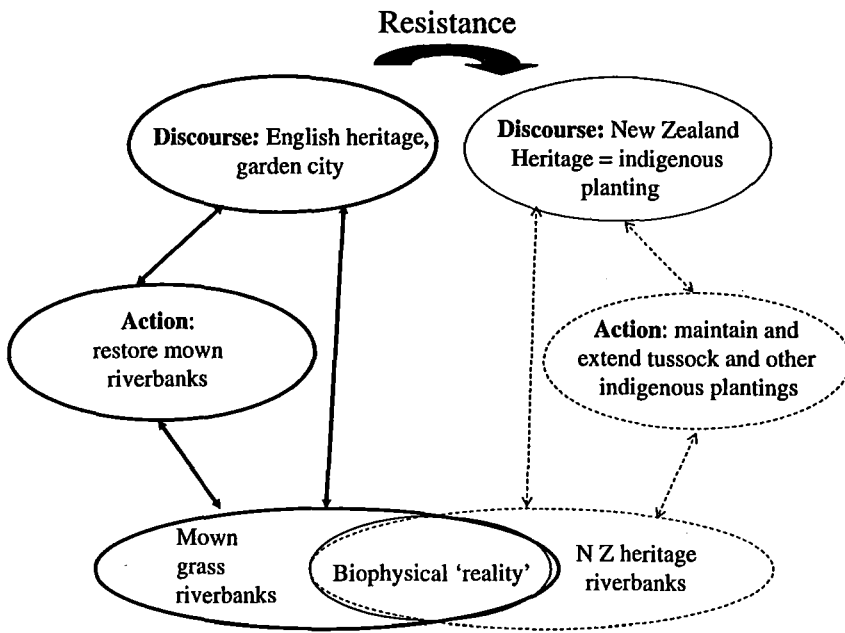 Resistance
Discourse: English heritage,
garden city
Discourse: New Zealand
Heritage = indigenous
planting
Action:
restore mown
riverbanks
Action: maintain and
extend tussock and other
indigenous plantings
Mown
grass
riverbanks
Biophysical ‘reality’
N Z heritage
riverbanks